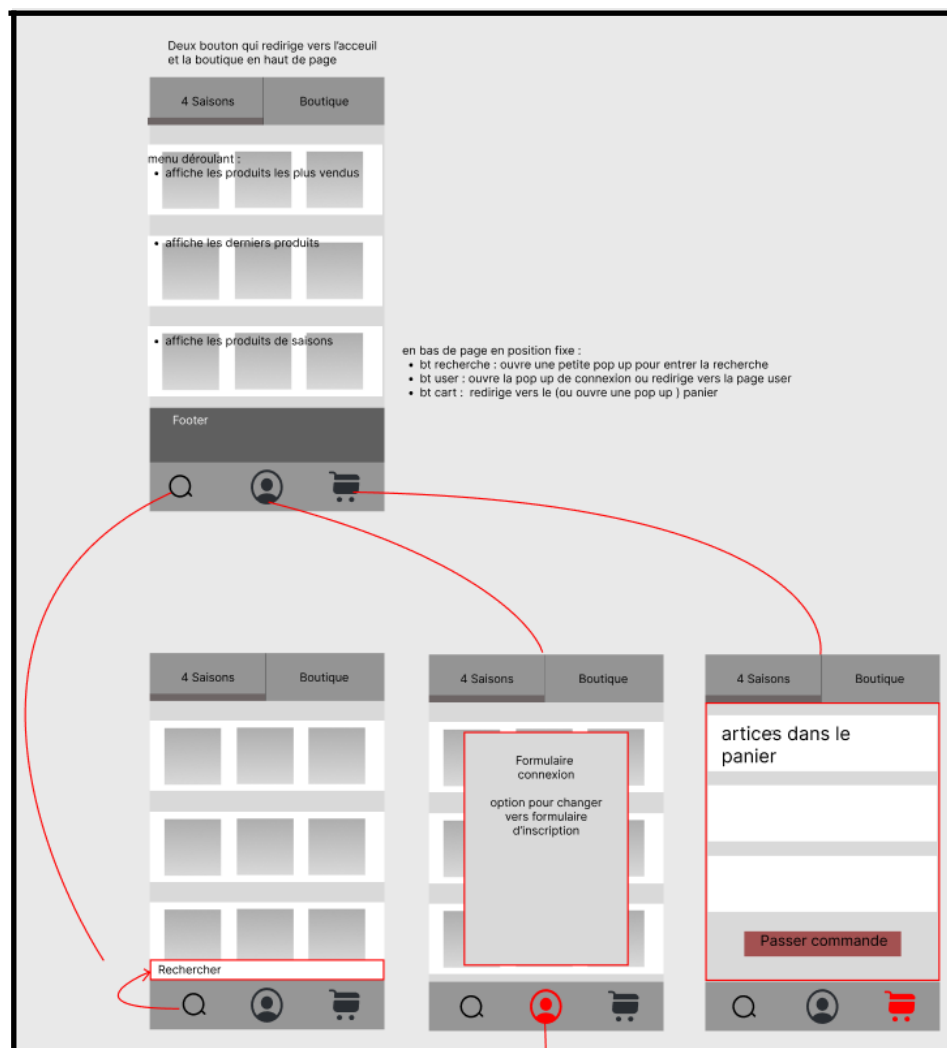 Deux bouton qui redirige vers l'acceuil
et la boutique en haut de page
4 Saisons
Boutique
menu déroulant :
• affiche les produits les plus vendus
• affiche les derniers produits
• affiche les produits de saisons
en bas de page en position fixe :
• bt recherche : ouvre une petite pop up pour entrer la recherche
• bt user : ouvre la pop up de connexion ou redirige vers la page user
• bt cart : redirige vers le (ou ouvre une pop up ) panier
Footer
4 Saisons
Boutique
Rechercher
4 Saisons
Boutique
Formulaire
connexion
option pour changer
vers formulaire
d'inscription
4 Saisons
Boutique
artices dans le
panier
Passer commande